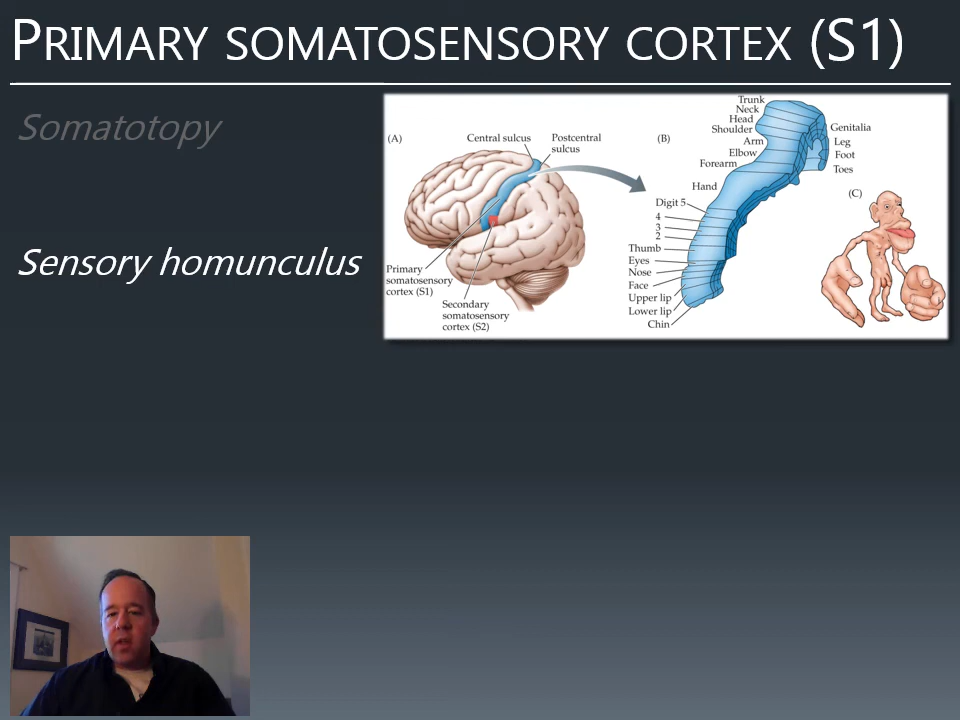 PRIMARY SOMATOSENSORY CORTEX (S1)
Somatotopy
Sensory homunculus
(A)
Central sulcus
Postcentral
sulcus
Primary
somatosensory
cortex (S1)
Secondary
somatosensory
cortex (S2)
(B)
Trunk
Neck
Head
Shoulder
Arm
Elbow
Forearm
Hand
Digit 5
4
3
2
Thumb
Eyes
Nose
Face
Upper lip
Lower lip
Chin
Genitalia
Leg
Foot
Toes
(C)